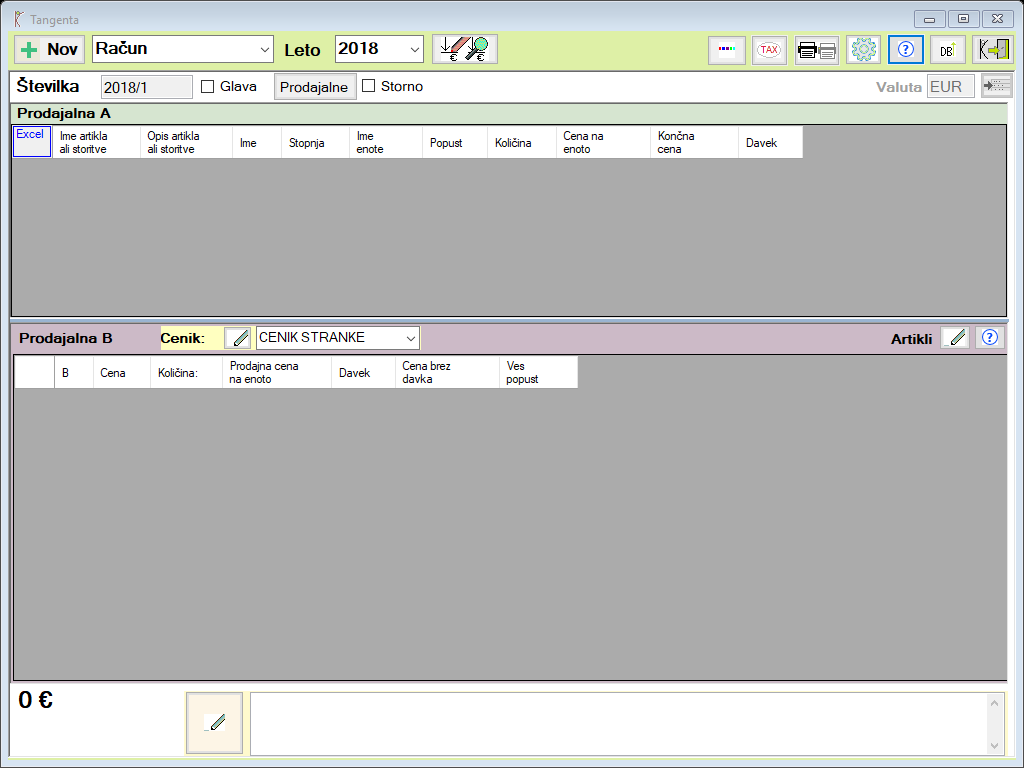 Tangenta
Nov
Račun
Leto
2018
€ €
TAX
?
DB
Številka
2018/1
Glava
Prodajalne
Storno
Valuta
EUR
Prodajalna A
Excel
Ime artikla
ali storitve
Opis artikla
ali storitve
Ime
Stopnja
Ime
enote
Popust
Količina
Cena na
enoto
Končna
cena
Davek
Prodajalna B
Cenik:
CENIK STRANKE
Artikli
?
B
Cena
Količina:
Prodajna cena
na enoto
Davek
Cena brez
davka
Ves
popust
0 €